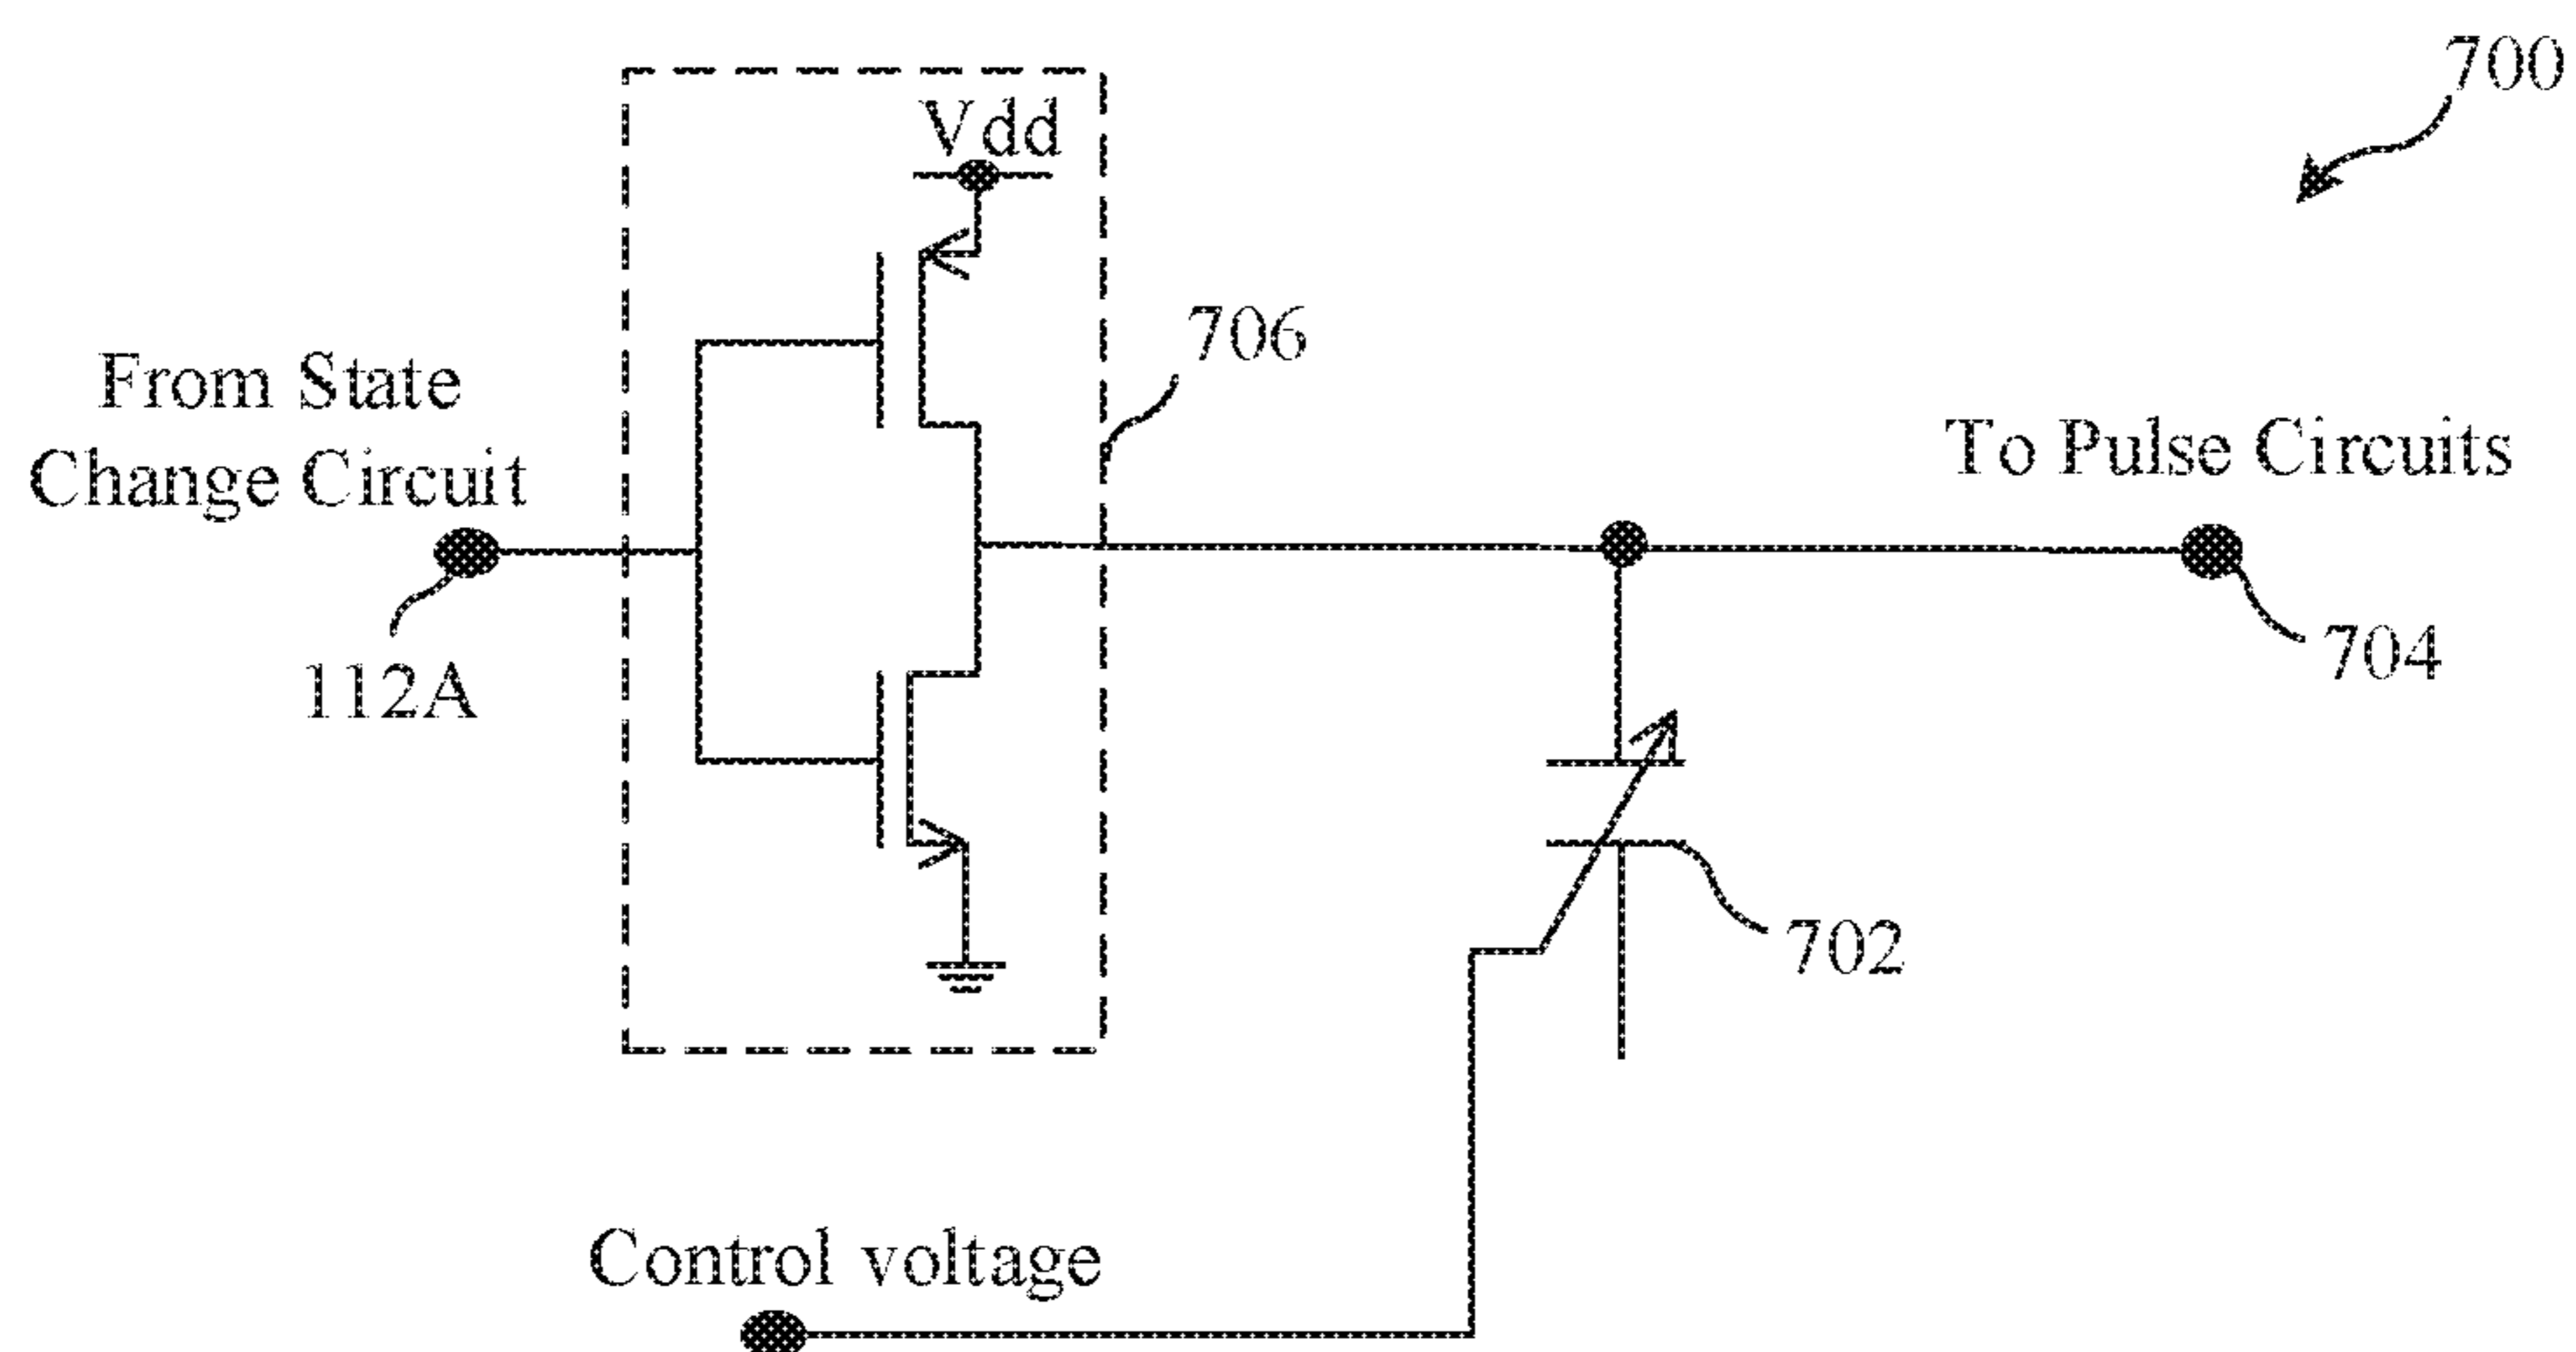 700
Vdd
706
From State
Change Circuit
To Pulse Circuits
112A
704
702
Control voltage